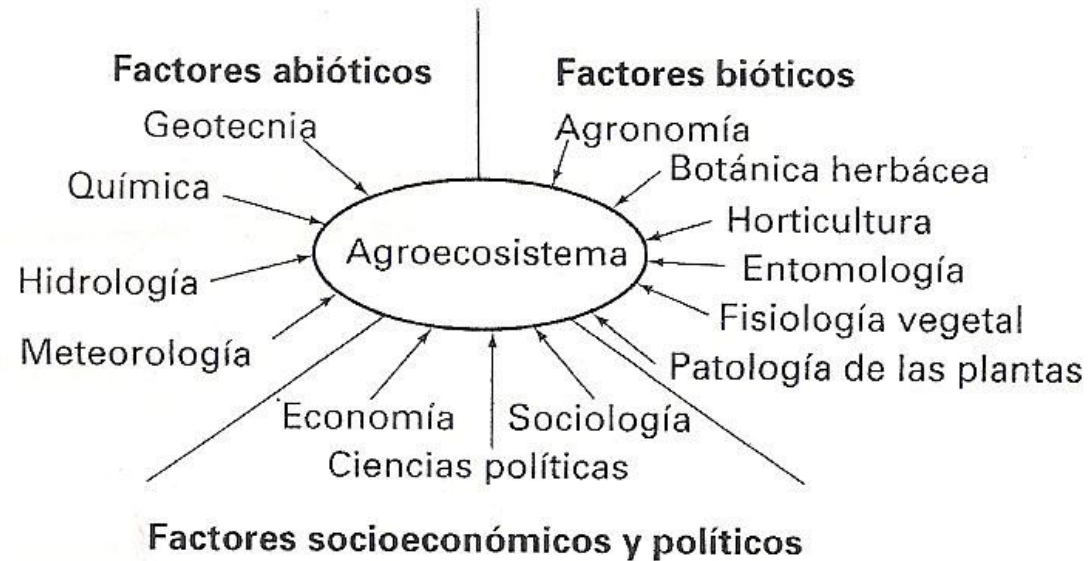 Factores abióticos
Geotecnia
Química
Hidrología
Meteorología
Factores bióticos
Agronomía
Botánica herbácea
Horticultura
Entomología
Fisiología vegetal
Patología de las plantas
Agroecosistema
Economía
Sociología
Ciencias políticas
Factores socioeconómicos y políticos